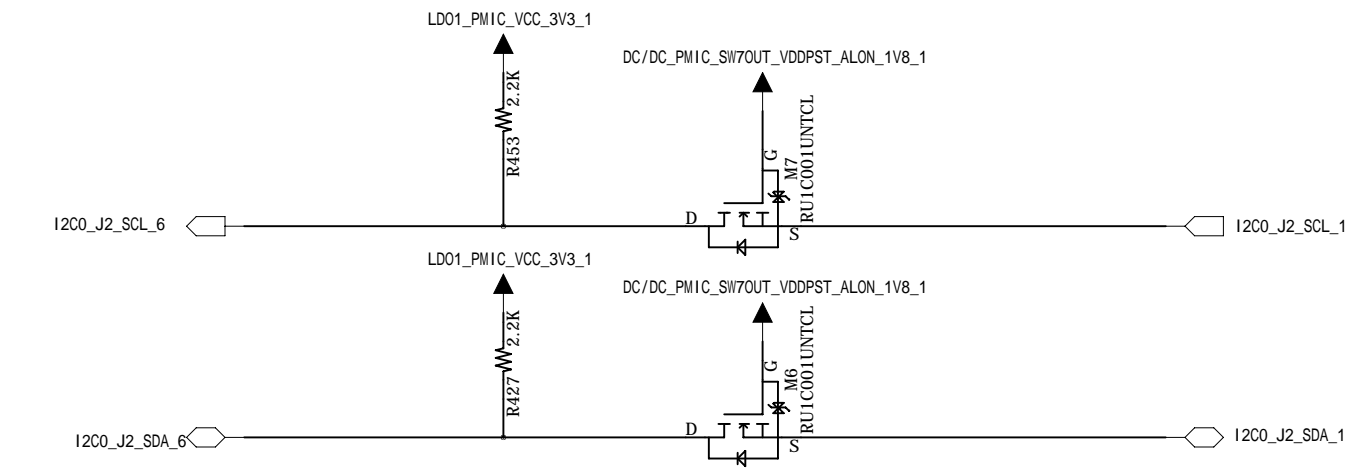 LDO1_PMIC_VCC_3V3_1
DC/DC_PMIC_SW7OUT_VDDPST_ALON_1V8_1
2.2K
R453
G
M7
RU1C001UNTCL
I2C0_J2_SCL_6
D
S
I2C0_J2_SCL_1
LDO1_PMIC_VCC_3V3_1
DC/DC_PMIC_SW7OUT_VDDPST_ALON_1V8_1
2.2K
R427
G
M6
RU1C001UNTCL
I2C0_J2_SDA_6
D
S
I2C0_J2_SDA_1